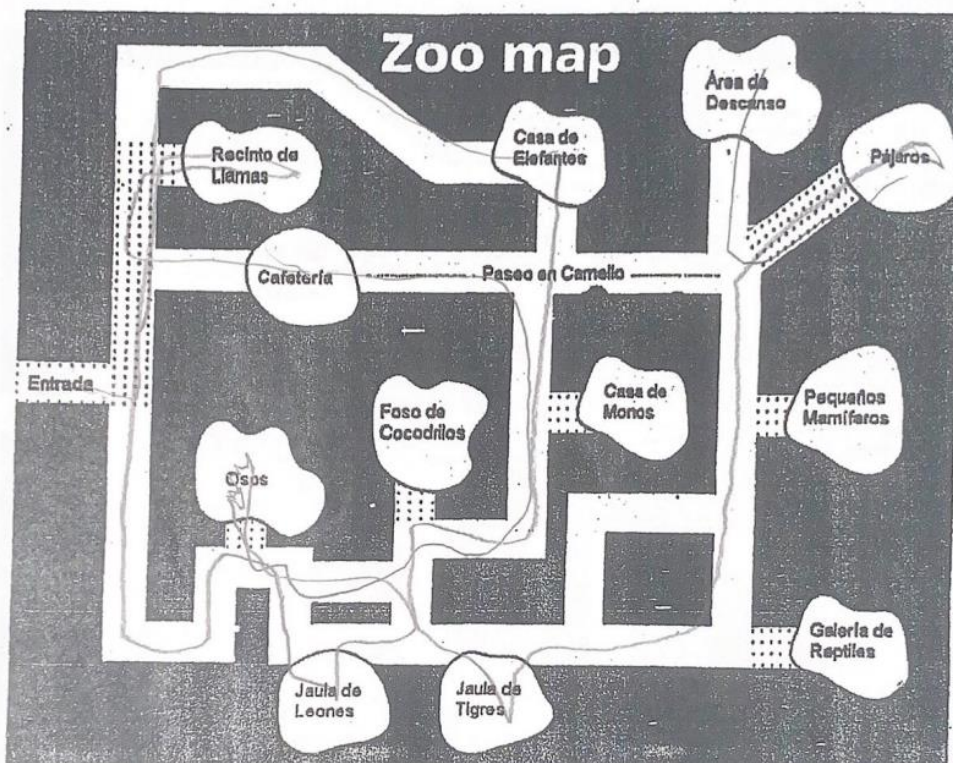 Zoo map
Área de
Descanso
Pájaros
Casa de
Elefantes
Recinto de
Llamas
Cafetería
Paseo en Camello
Entrada
Foso de
Cocodrilos
Casa de
Monos
Pequeños
Mamíferos
Osos
Galería de
Reptiles
Jaula de
Leones
Jaula de
Tigres